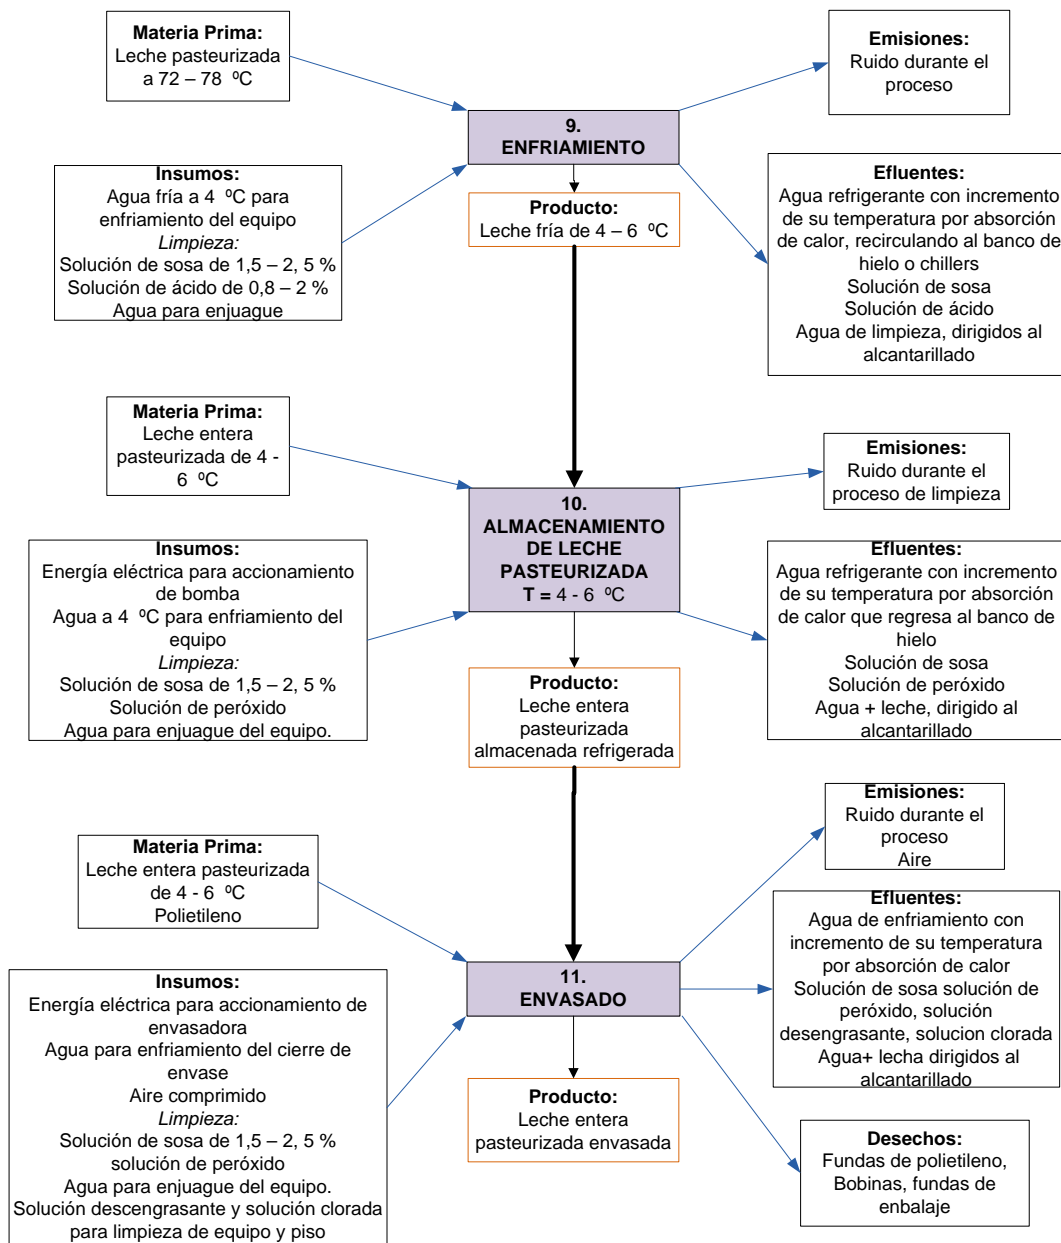 Materia Prima:
Leche pasteurizada
a 72 – 78 ºC
Emisiones:
Ruido durante el
proceso
9.
ENFRIAMIENTO
Insumos:
Agua fría a 4 ºC para
enfriamiento del equipo
Limpieza:
Solución de sosa de 1,5 – 2, 5 %
Solución de ácido de 0,8 – 2 %
Agua para enjuague
Producto:
Leche fría de 4 – 6 ºC
Efluentes:
Agua refrigerante con incremento
de su temperatura por absorción
de calor, recirculando al banco de
hielo o chillers
Solución de sosa
Solución de ácido
Agua de limpieza, dirigidos al
alcantarillado
Materia Prima:
Leche entera
pasteurizada de 4 -
6 ºC
Emisiones:
Ruido durante el
proceso de limpieza
10.
ALMACENAMIENTO
DE LECHE
PASTEURIZADA
T = 4 - 6 ºC
Insumos:
Energía eléctrica para accionamiento
de bomba
Agua a 4 ºC para enfriamiento del
equipo
Limpieza:
Solución de sosa de 1,5 – 2, 5 %
Solución de peróxido
Agua para enjuague del equipo.
Efluentes:
Agua refrigerante con incremento
de su temperatura por absorción
de calor que regresa al banco de
hielo
Solución de sosa
Solución de peróxido
Agua + leche, dirigido al
alcantarillado
Producto:
Leche entera
pasteurizada
almacenada refrigerada
Emisiones:
Ruido durante el
proceso
Aire
Materia Prima:
Leche entera pasteurizada
de 4 - 6 ºC
Polietileno
Efluentes:
Agua de enfriamiento con
incremento de su temperatura
por absorción de calor
Solución de sosa solución de
peróxido, solución
desengrasante, solucion clorada
Agua+ lecha dirigidos al
alcantarillado
11.
ENVASADO
Insumos:
Energía eléctrica para accionamiento de
envasadora
Agua para enfriamiento del cierre de
envase
Aire comprimido
Limpieza:
Solución de sosa de 1,5 – 2, 5 %
solución de peróxido
Agua para enjuague del equipo.
Solución descengrasante y solución clorada
para limpieza de equipo y piso
Producto:
Leche entera
pasteurizada envasada
Desechos:
Fundas de polietileno,
Bobinas, fundas de
enbalaje